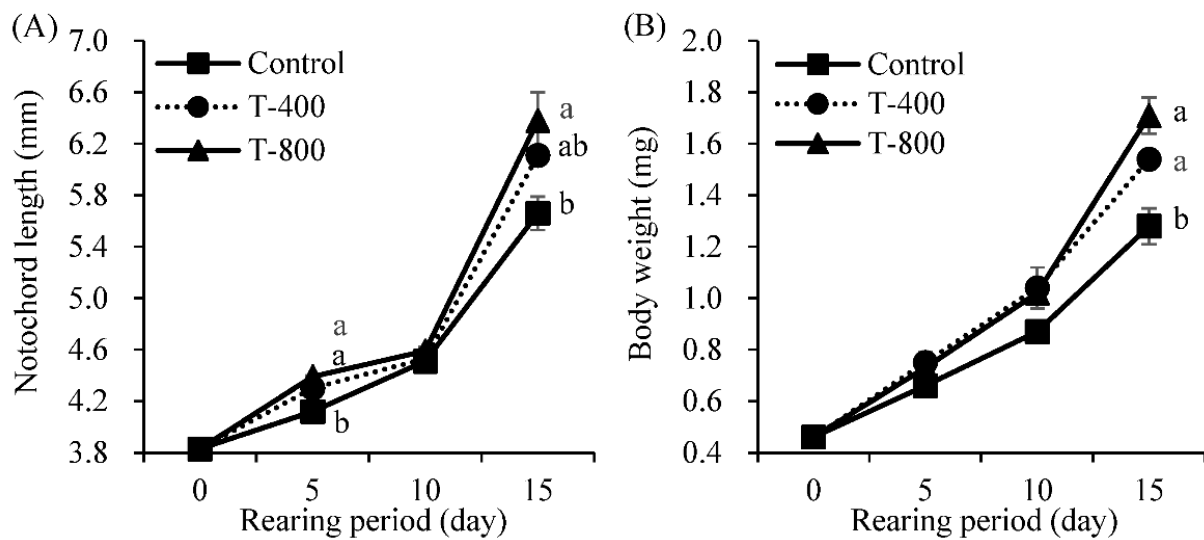 (A)
7.0
6.6
6.2
5.8
5.4
5.0
4.6
4.2
3.8
Notochord length (mm)
Control
T-400
T-800
a
ab
b
a
a
b
0 5 10 15
Rearing period (day)
(B)
2.0
1.8
1.6
1.4
1.2
1.0
0.8
0.6
0.4
Body weight (mg)
Control
T-400
T-800
a
a
b
0 5 10 15
Rearing period (day)